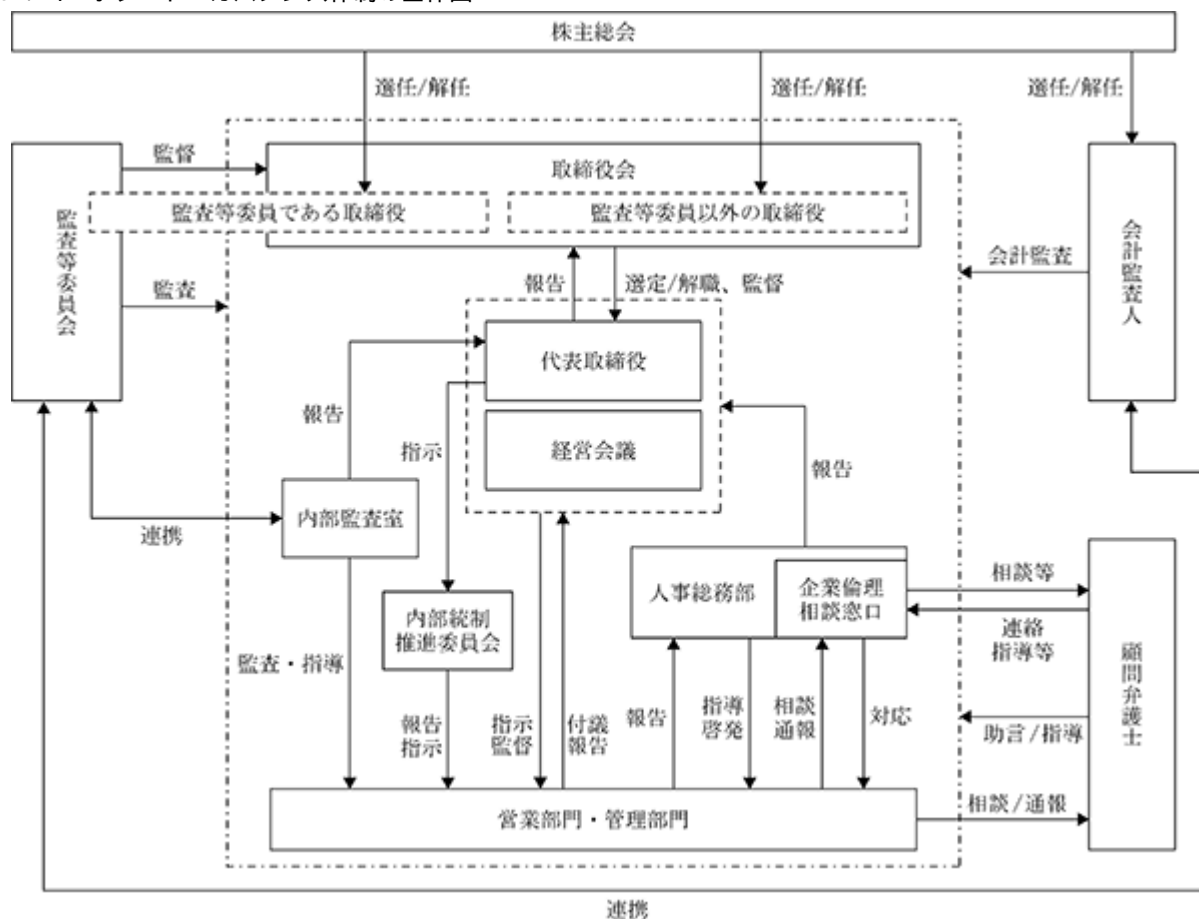 株主総会
選任/解任
選任/解任
選任/解任
監督
取締役会
監査等委員である取締役
監査等委員以外の取締役
監査等委員会
会計監査人
監査
報告
選定/解職、監督
会計監査
代表取締役
報告
指示
経営会議
報告
内部監査室
連携
人事総務部
企業倫理
相談窓口
相談等
連絡
指導等
内部統制
推進委員会
監査・指導
顧問弁護士
報告
指示
指示
監督
付議
報告
報告
指導
啓発
相談
通報
対応
助言/指導
営業部門・管理部門
相談/通報
連携